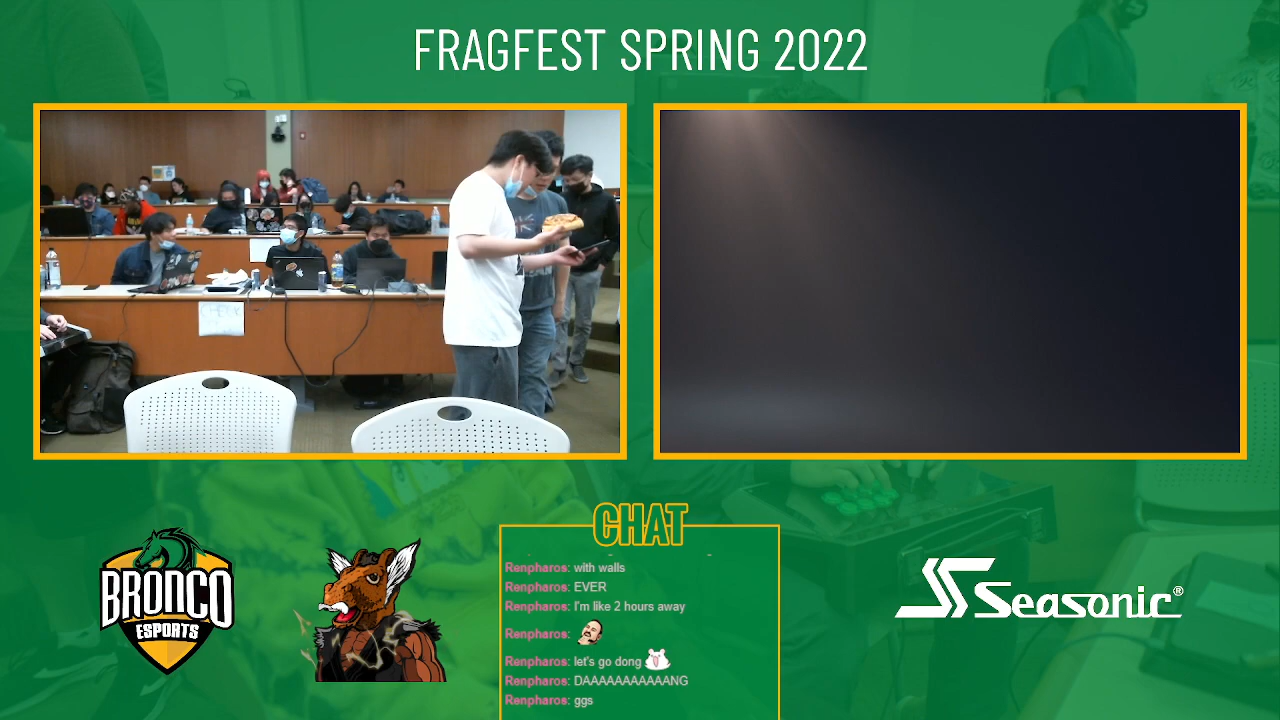 FRAGFEST SPRING 2022
CHAT
Renpharos: with walls
Renpharos: EVER
Renpharos: I'm like 2 hours away
Renpharos:
Renpharos: let's go dong
Renpharos: DAAAAAAAAAAANG
Renpharos: ggs
BRONCO
ESPORTS
Seasonic®